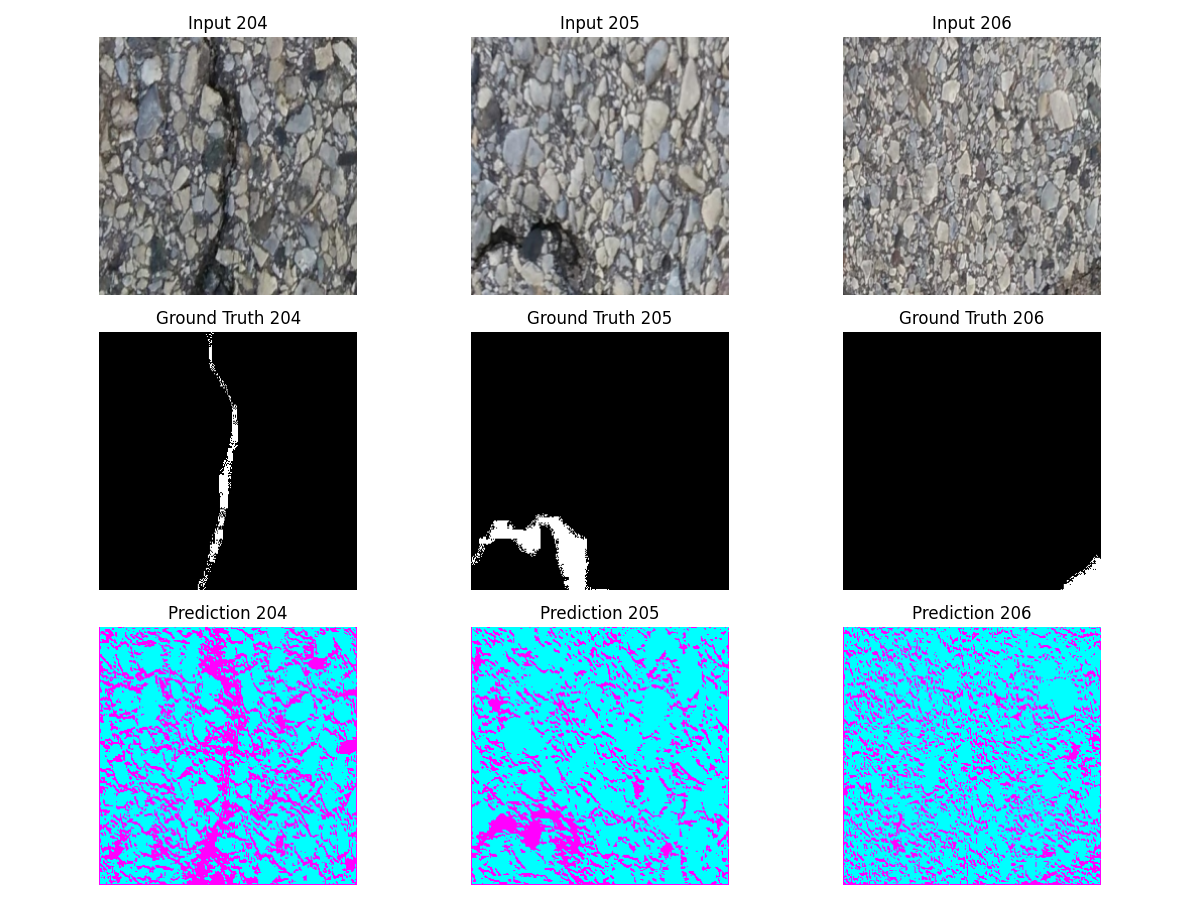 Input 204
Input 205
Input 206
Ground Truth 204
Ground Truth 205
Ground Truth 206
Prediction 204
Prediction 205
Prediction 206